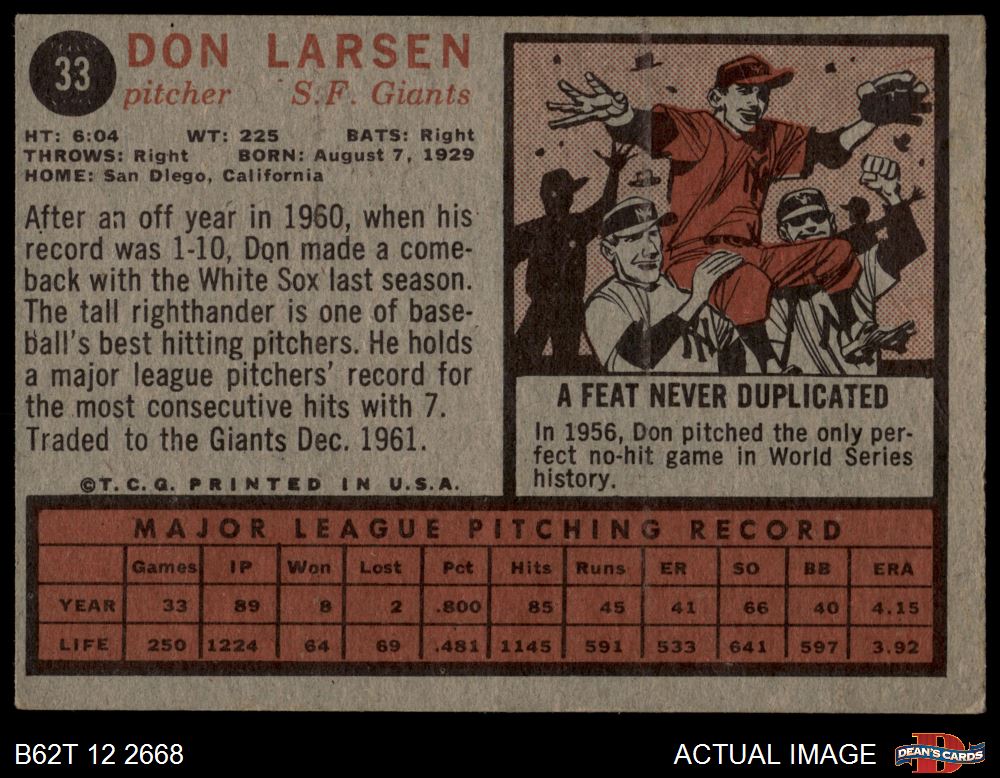 33
DON LARSEN
pitcher S.F. Giants
HT: 6:04 WT: 225 BATS: Right
THROWS: Right BORN: August 7, 1929
HOME: San Diego, California
After an off year in 1960, when his
record was 1-10, Don made a come-
back with the White Sox last season.
The tall righthander is one of base-
ball's best hitting pitchers. He holds
a major league pitchers' record for
the most consecutive hits with 7.
Traded to the Giants Dec. 1961.
©T.C.G. PRINTED IN U.S.A.
NY
A FEAT NEVER DUPLICATED
In 1956, Don pitched the only per-
fect no-hit game in World Series
history.
MAJOR LEAGUE PITCHING RECORD
Games IP Won Lost Pct Hits Runs ER SO BB ERA
YEAR 33 89 8 2 .800 85 45 41 66 40 4.15
LIFE 250 1224 64 69 .481 1145 591 533 641 597 3.92
B62T 12 2668 ACTUAL IMAGE
DEAN'S CARDS